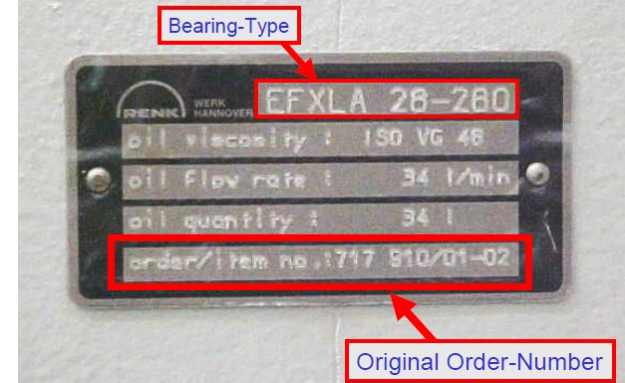 Bearing-Type
RENK WERK HANNOVER EFXLA 28-280
oil viscosity : ISO VG 46
oil flow rate : 34 l/min
oil quantity : 34 l
order/item no.:717 910/01-02
Original Order-Number